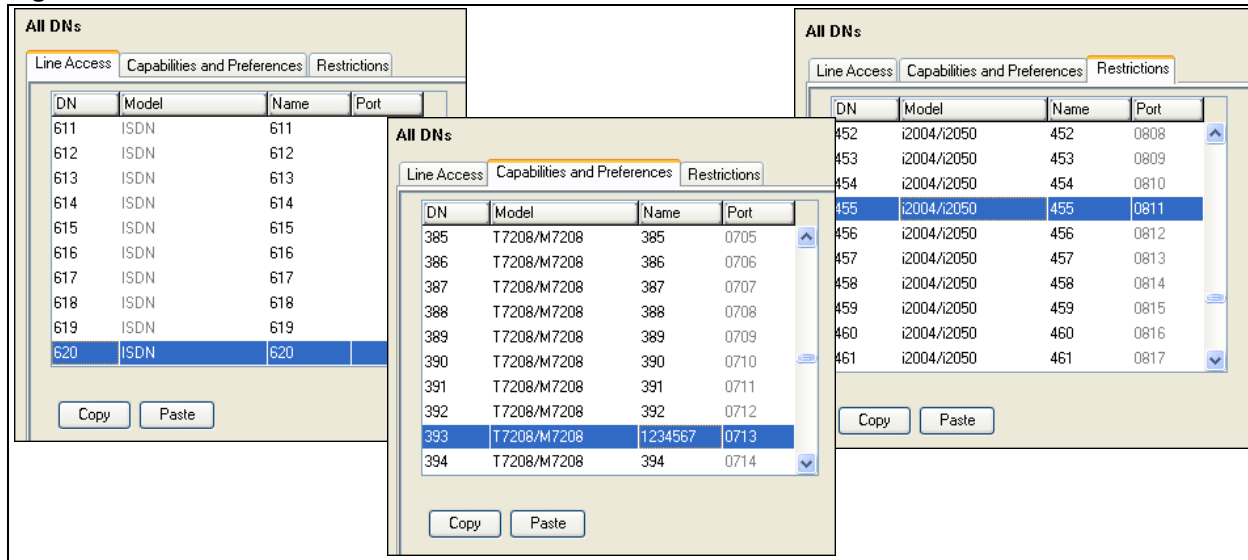 All DNs
Line Access Capabilities and Preferences Restrictions
DN Model Name Port
611 ISDN 611
612 ISDN 612
613 ISDN 613
614 ISDN 614
615 ISDN 615
616 ISDN 616
617 ISDN 617
618 ISDN 618
619 ISDN 619
620 ISDN 620
Copy Paste
All DNs
Line Access Capabilities and Preferences Restrictions
DN Model Name Port
385 T7208/M7208 385 0705
386 T7208/M7208 386 0706
387 T7208/M7208 387 0707
388 T7208/M7208 388 0708
389 T7208/M7208 389 0709
390 T7208/M7208 390 0710
391 T7208/M7208 391 0711
392 T7208/M7208 392 0712
393 T7208/M7208 1234567 0713
394 T7208/M7208 394 0714
Copy Paste
All DNs
Line Access Capabilities and Preferences Restrictions
DN Model Name Port
452 i2004/i2050 452 0808
453 i2004/i2050 453 0809
454 i2004/i2050 454 0810
455 i2004/i2050 455 0811
456 i2004/i2050 456 0812
457 i2004/i2050 457 0813
458 i2004/i2050 458 0814
459 i2004/i2050 459 0815
460 i2004/i2050 460 0816
461 i2004/i2050 461 0817
Copy Paste